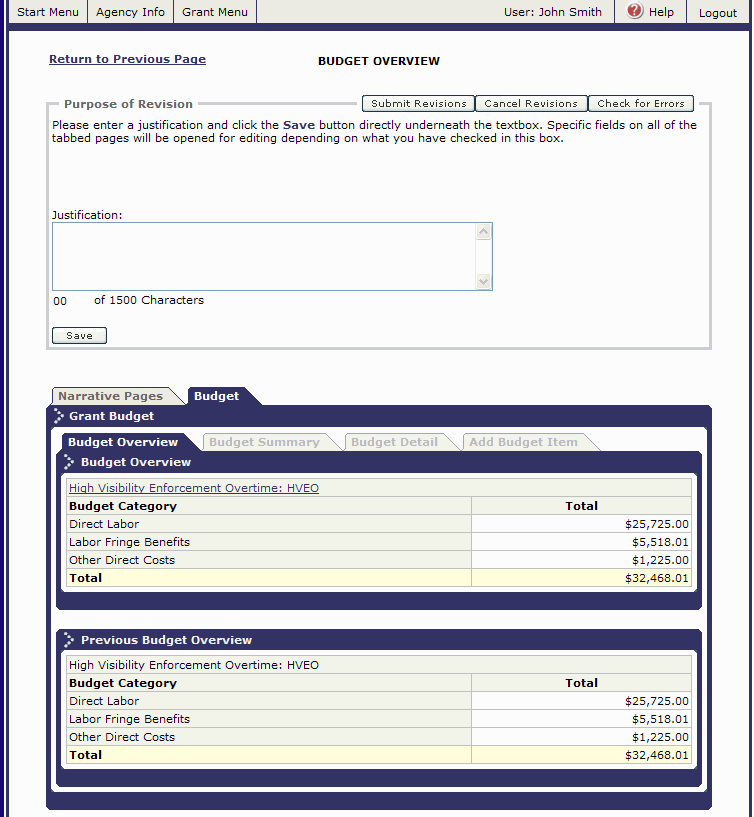 Start Menu Agency Info Grant Menu User: John Smith ? Help Logout
Return to Previous Page BUDGET OVERVIEW
Purpose of Revision Submit Revisions Cancel Revisions Check for Errors
Please enter a justification and click the Save button directly underneath the textbox. Specific fields on all of the
tabbed pages will be opened for editing depending on what you have checked in this box.
Justification:
00 of 1500 Characters
Save
Narrative Pages Budget
Grant Budget
Budget Overview Budget Summary Budget Detail Add Budget Item
Budget Overview
High Visibility Enforcement Overtime: HVEO
Budget Category Total
Direct Labor $25,725.00
Labor Fringe Benefits $5,518.01
Other Direct Costs $1,225.00
Total $32,468.01
Previous Budget Overview
High Visibility Enforcement Overtime: HVEO
Budget Category Total
Direct Labor $25,725.00
Labor Fringe Benefits $5,518.01
Other Direct Costs $1,225.00
Total $32,468.01